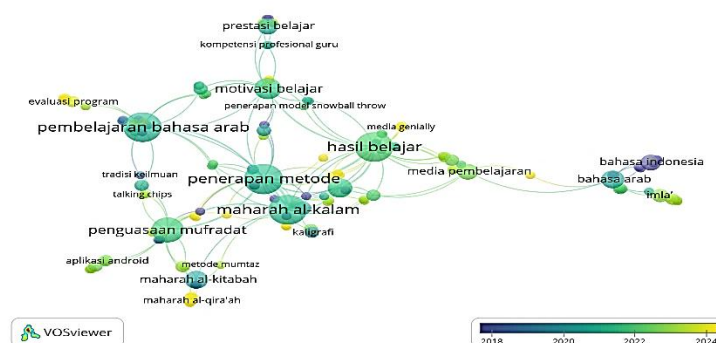 prestasi belajar
kompetensi profesional guru
motivasi belajar
evaluasi program
penerapan model snowball throw
pembelajaran bahasa arab
media genially
hasil belajar
bahasa indonesia
tradisi keilmuan
penerapan metode
media pembelajaran
bahasa arab
talking chips
imla'
maharah al-kalam
penguasaan mufradat
kaligrafi
aplikasi android
metode mumtaz
maharah al-kitabah
maharah al-qira'ah
VOSviewer
2018 2020 2022 2024